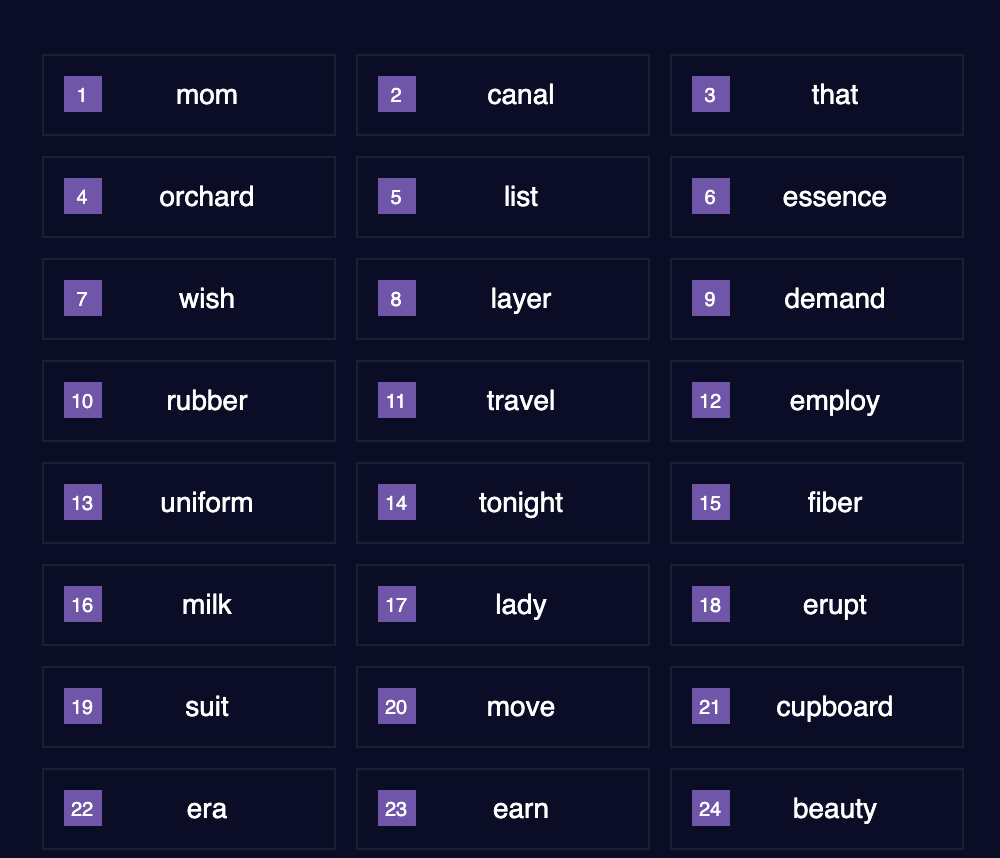 1 mom 2 canal 3 that
4 orchard 5 list 6 essence
7 wish 8 layer 9 demand
10 rubber 11 travel 12 employ
13 uniform 14 tonight 15 fiber
16 milk 17 lady 18 erupt
19 suit 20 move 21 cupboard
22 era 23 earn 24 beauty